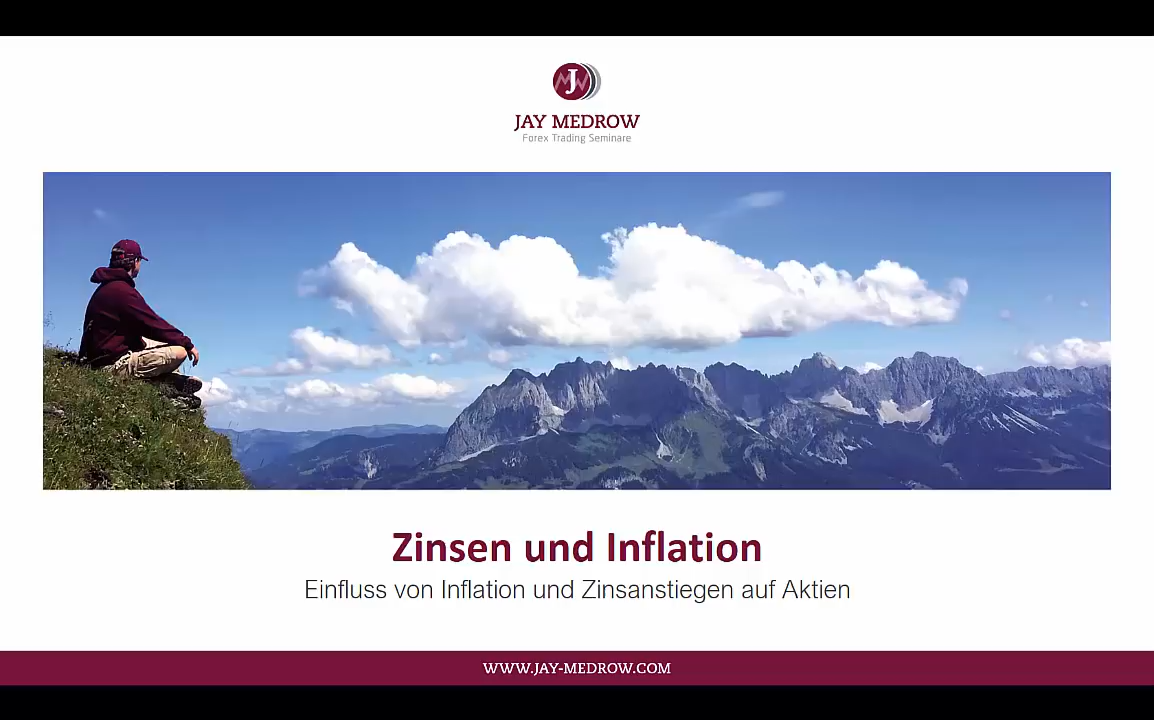 J
JAY MEDROW
Forex Trading Seminare
Zinsen und Inflation
Einfluss von Inflation und Zinsanstiegen auf Aktien
WWW.JAY-MEDROW.COM